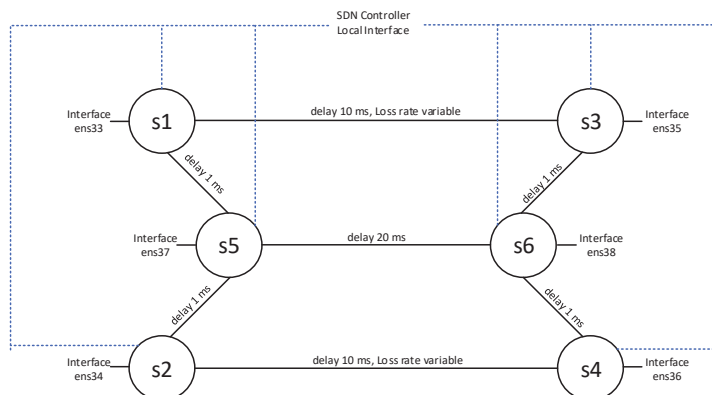 SDN Controller
Local Interface
Interface
ens33
s1
delay 10 ms, Loss rate variable
s3
Interface
ens35
delay 1 ms
delay 1 ms
Interface
ens37
s5
delay 20 ms
s6
Interface
ens38
delay 1 ms
delay 1 ms
Interface
ens34
s2
delay 10 ms, Loss rate variable
s4
Interface
ens36